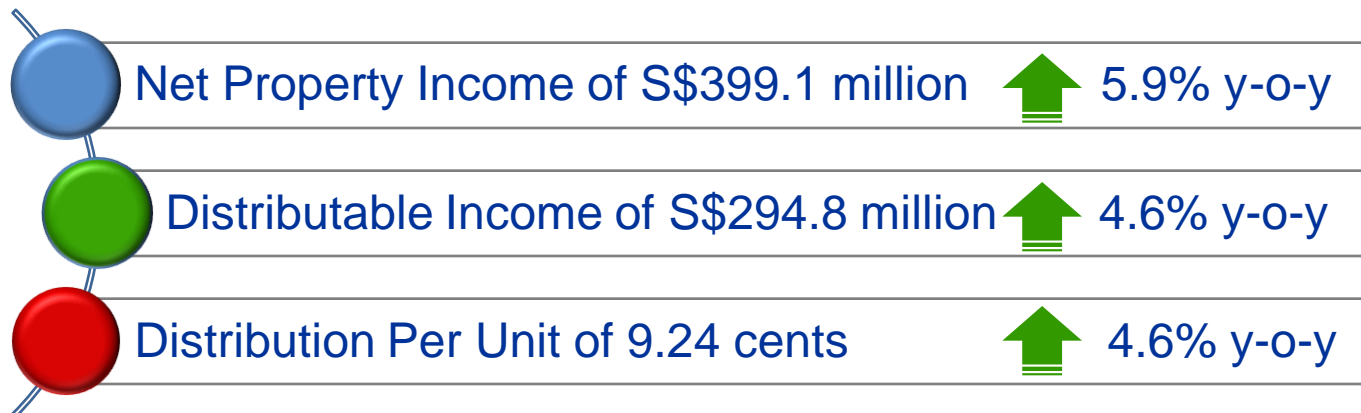 Net Property Income of S$399.1 million 5.9% y-o-y
Distributable Income of S$294.8 million 4.6% y-o-y
Distribution Per Unit of 9.24 cents 4.6% y-o-y